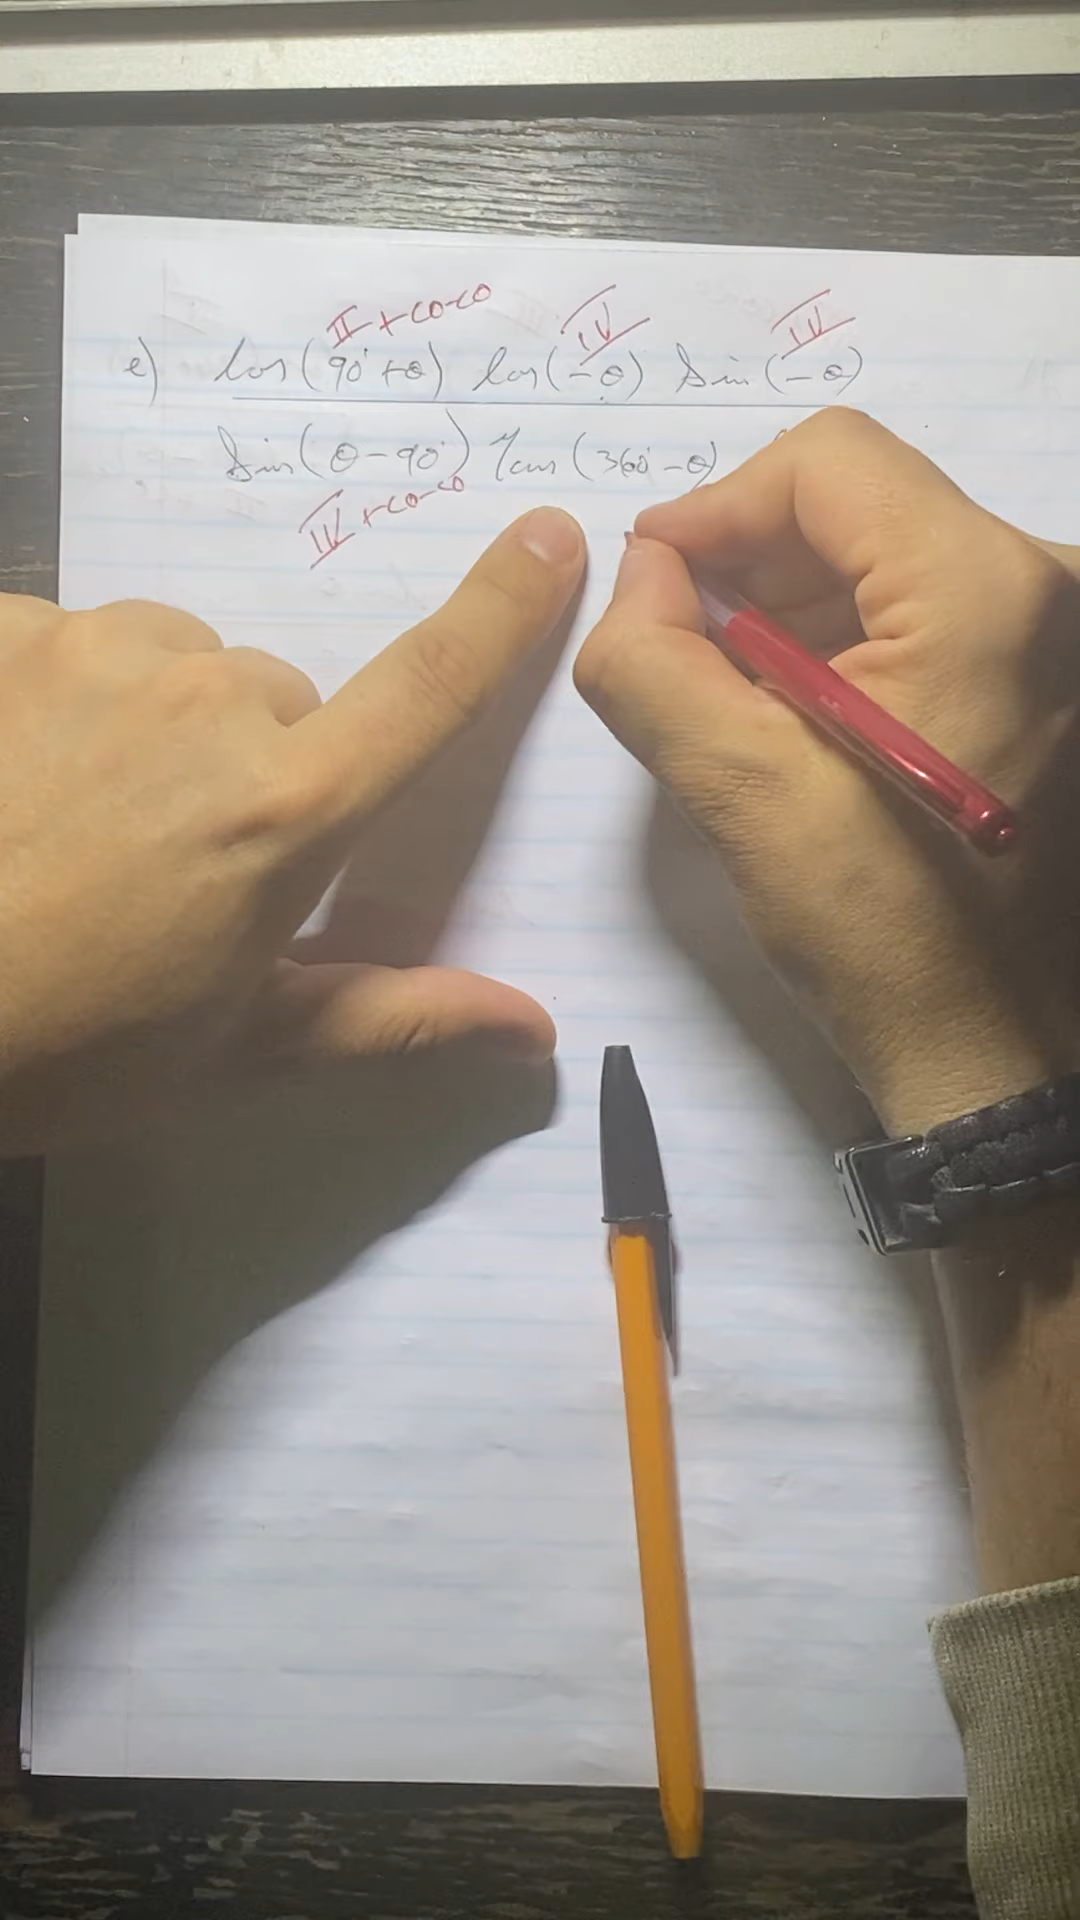 II + co-co IV IV
e) Cos(90°+θ) Cos(-θ) Sin(-θ)
Sin(θ-90°) Tan(360°-θ)
IV + co-co